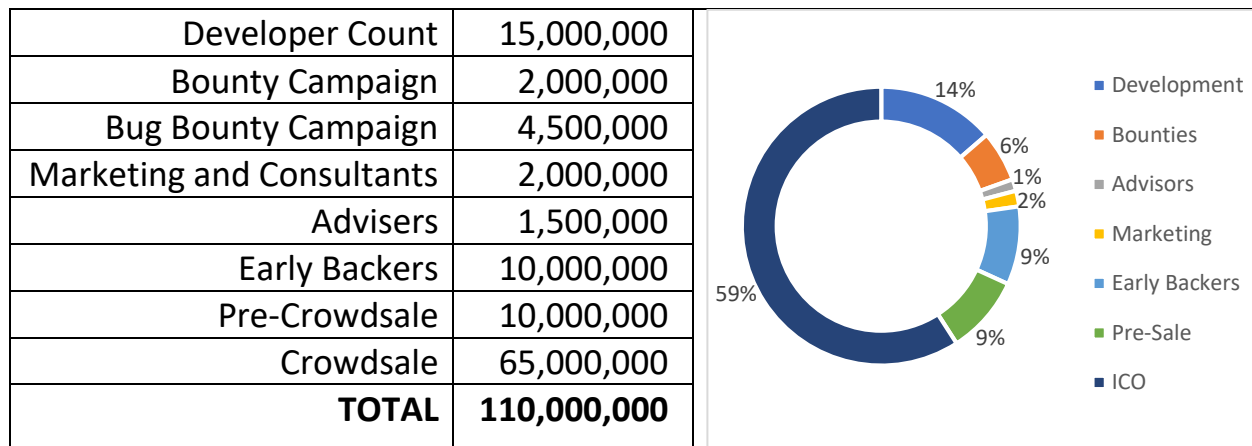 Developer Count 15,000,000
Bounty Campaign 2,000,000
Bug Bounty Campaign 4,500,000
Marketing and Consultants 2,000,000
Advisers 1,500,000
Early Backers 10,000,000
Pre-Crowdsale 10,000,000
Crowdsale 65,000,000
TOTAL 110,000,000
14%
6%
1%
2%
9%
9%
59%
Development
Bounties
Advisors
Marketing
Early Backers
Pre-Sale
ICO